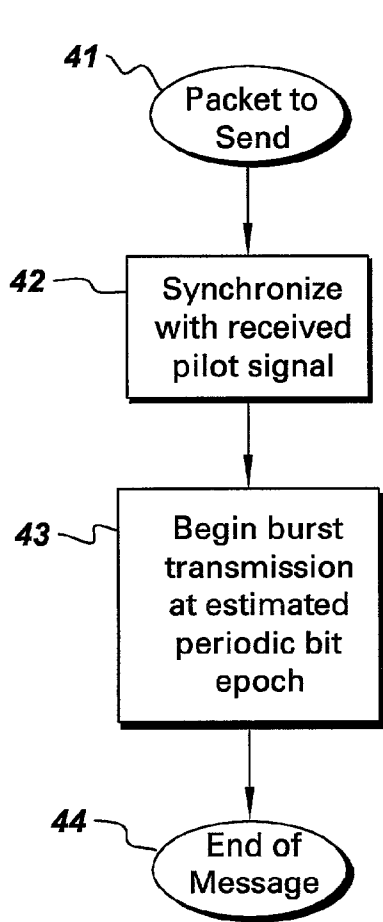 41
Packet to
Send
42
Synchronize
with received
pilot signal
43
Begin burst
transmission
at estimated
periodic bit
epoch
44
End of
Message